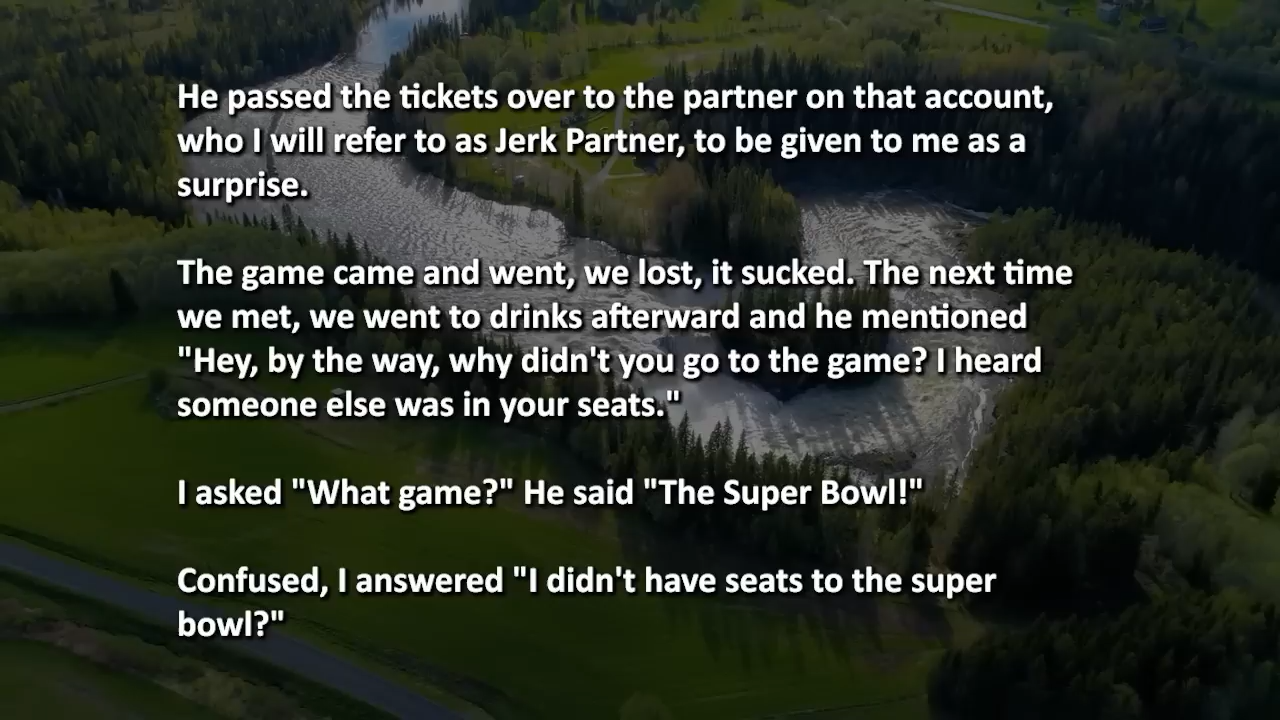 He passed the tickets over to the partner on that account,
who I will refer to as Jerk Partner, to be given to me as a
surprise.
The game came and went, we lost, it sucked. The next time
we met, we went to drinks afterward and he mentioned
"Hey, by the way, why didn't you go to the game? I heard
someone else was in your seats."
I asked "What game?" He said "The Super Bowl!"
Confused, I answered "I didn't have seats to the super
bowl?"